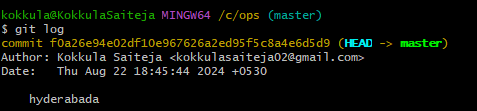 kokkula@KokkulaSaiteja MINGW64 /c/ops (master)
$ git log
commit f0a26e94e02df10e967626a2ed95f5c8a4e6d5d9 (HEAD -> master)
Author: Kokkula Saiteja <kokkulasaiteja02@gmail.com>
Date:   Thu Aug 22 18:45:44 2024 +0530
    hyderabada